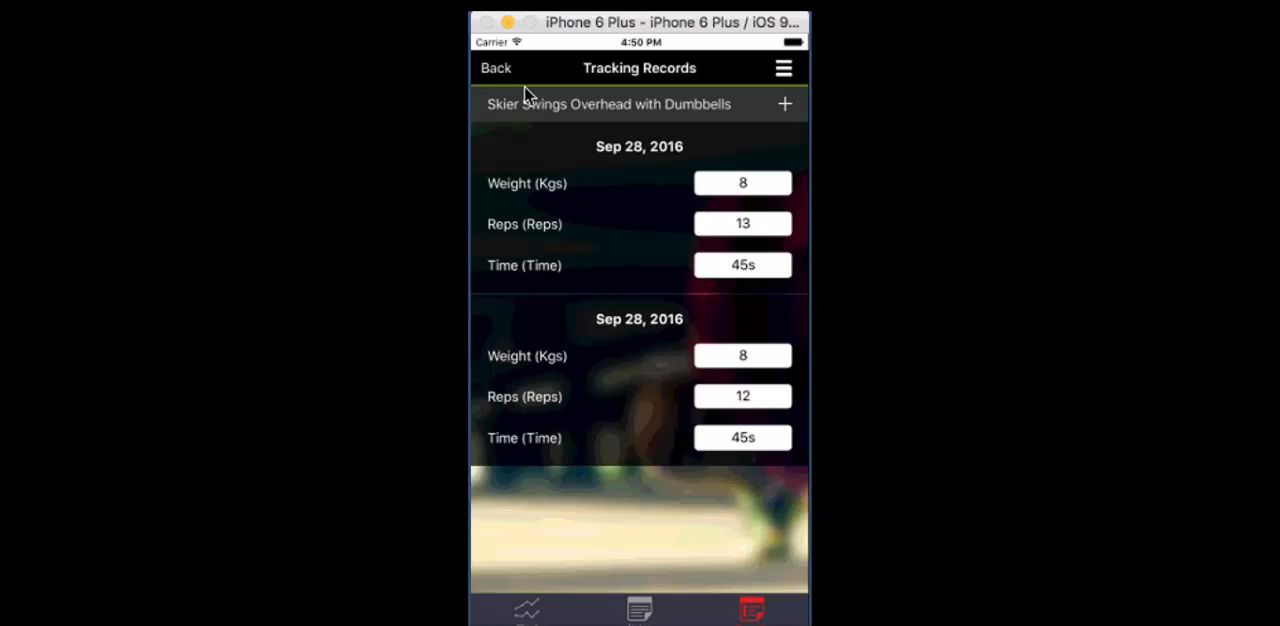 iPhone 6 Plus - iPhone 6 Plus / iOS 9...
Carrier 4:50 PM
Back Tracking Records
Skier Swings Overhead with Dumbbells +
Sep 28, 2016
Weight (Kgs) 8
Reps (Reps) 13
Time (Time) 45s
Sep 28, 2016
Weight (Kgs) 8
Reps (Reps) 12
Time (Time) 45s